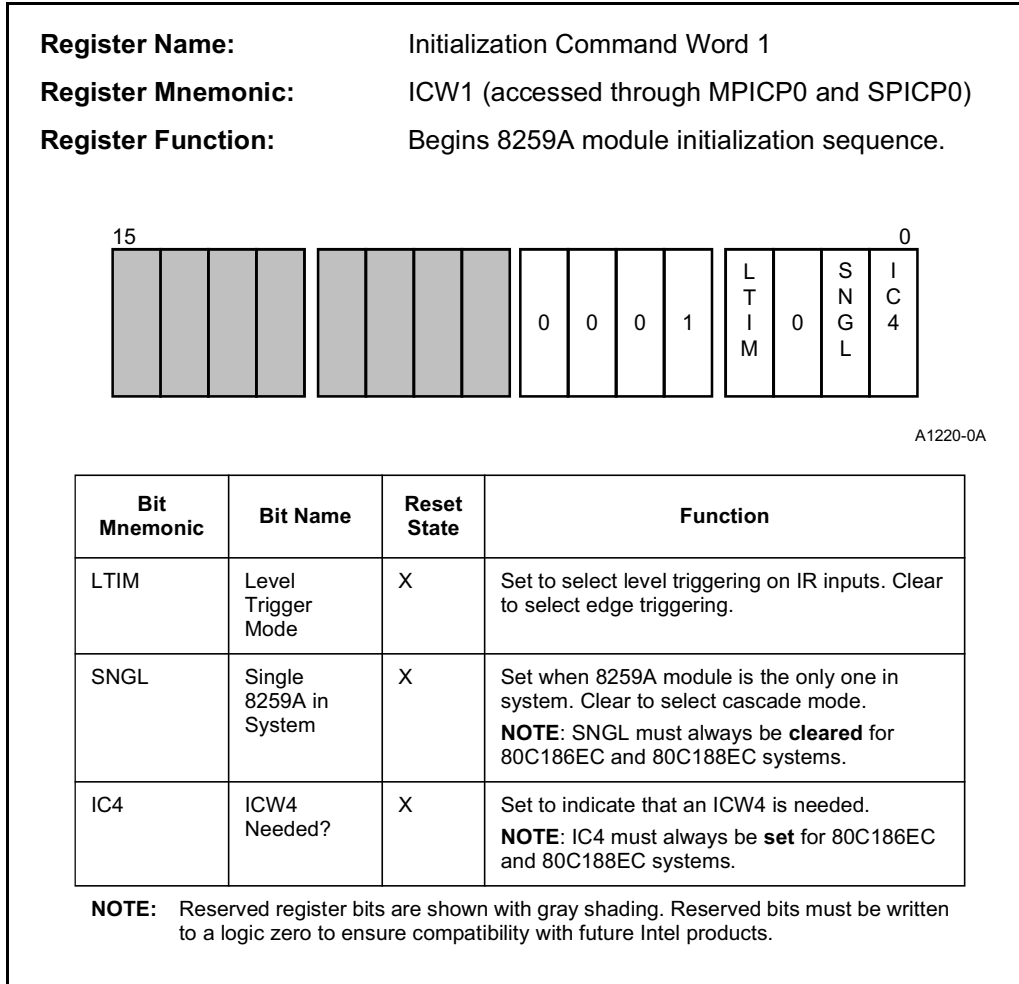 Register Name: Initialization Command Word 1
Register Mnemonic: ICW1 (accessed through MPICP0 and SPICP0)
Register Function: Begins 8259A module initialization sequence.
15 0
0 0 0 1 LTIM 0 SNGL IC4
A1220-0A
Bit Mnemonic Bit Name Reset State Function
LTIM Level Trigger Mode X Set to select level triggering on IR inputs. Clear
to select edge triggering.
SNGL Single 8259A in System X Set when 8259A module is the only one in
system. Clear to select cascade mode.
NOTE: SNGL must always be cleared for
80C186EC and 80C188EC systems.
IC4 ICW4 Needed? X Set to indicate that an ICW4 is needed.
NOTE: IC4 must always be set for 80C186EC
and 80C188EC systems.
NOTE: Reserved register bits are shown with gray shading. Reserved bits must be written
to a logic zero to ensure compatibility with future Intel products.